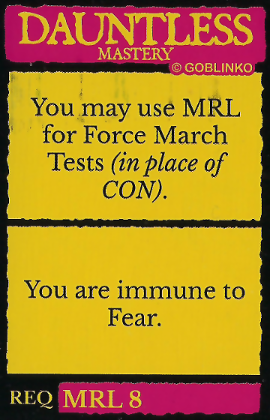 DAUNTLESS
MASTERY
© GOBLINKO
You may use MRL
for Force March
Tests (in place of
CON).
You are immune to
Fear.
REQ MRL 8